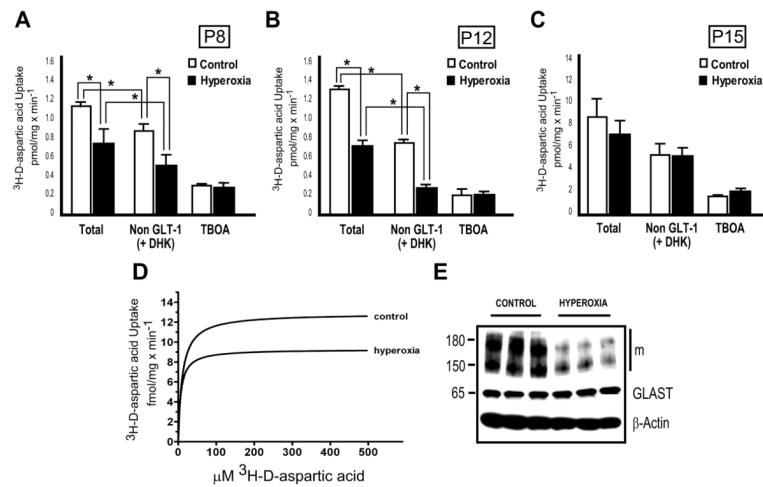 A
P8
³H-D-aspartic acid Uptake
pmol/mg x min⁻¹
1.6
1.4
1.2
1.0
0.8
0.6
0.4
0.2
0
Control
Hyperoxia
* * * *
Total
Non GLT-1
(+ DHK)
TBOA
B
P12
³H-D-aspartic acid Uptake
pmol/mg x min⁻¹
1.6
1.4
1.2
1.0
0.8
0.6
0.4
0.2
0
Control
Hyperoxia
* * * *
Total
Non GLT-1
(+ DHK)
TBOA
C
P15
³H-D-aspartic acid Uptake
pmol/mg x min⁻¹
14
12
10
8
6
4
2
0
Control
Hyperoxia
Total
Non GLT-1
(+ DHK)
TBOA
D
³H-D-aspartic acid Uptake
fmol/mg x min⁻¹
14
12
10
8
6
4
2
0
control
hyperoxia
0 100 200 300 400 500
µM ³H-D-aspartic acid
E
CONTROL HYPEROXIA
180
150
m
65
GLAST
β-Actin